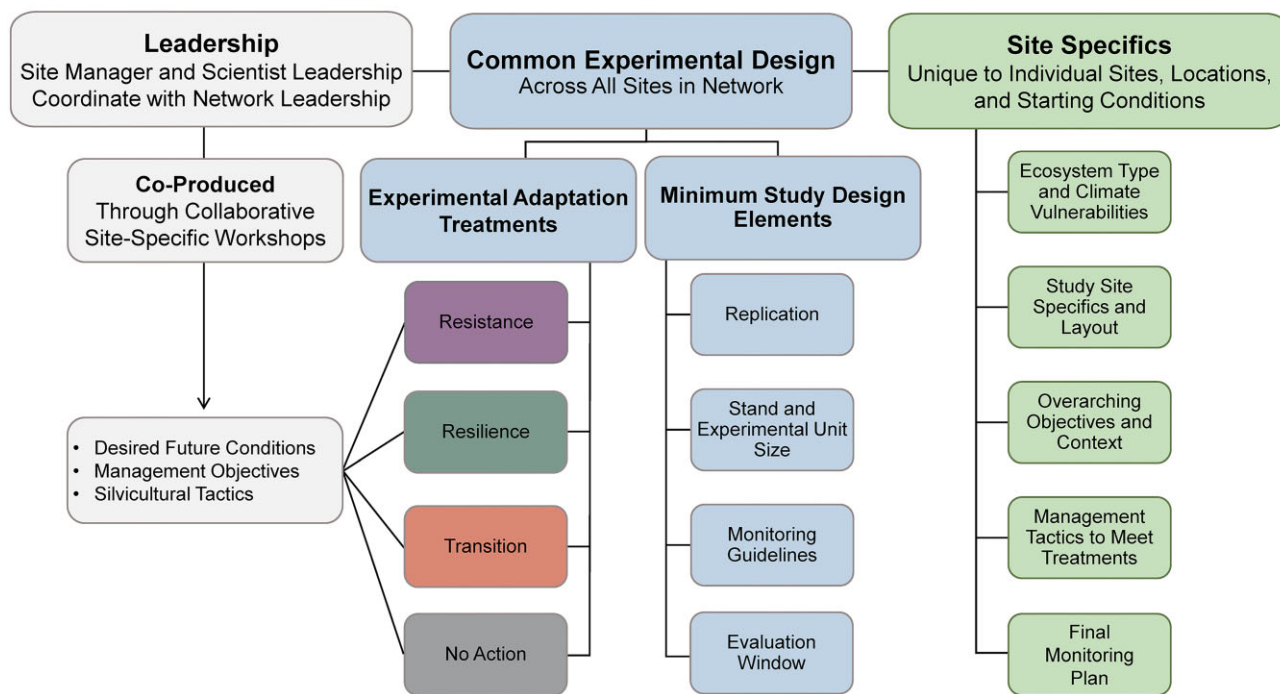 Leadership
Site Manager and Scientist Leadership
Coordinate with Network Leadership
Common Experimental Design
Across All Sites in Network
Site Specifics
Unique to Individual Sites, Locations,
and Starting Conditions
Co-Produced
Through Collaborative
Site-Specific Workshops
• Desired Future Conditions
• Management Objectives
• Silvicultural Tactics
Experimental Adaptation
Treatments
Resistance
Resilience
Transition
No Action
Minimum Study Design
Elements
Replication
Stand and
Experimental Unit
Size
Monitoring
Guidelines
Evaluation
Window
Ecosystem Type
and Climate
Vulnerabilities
Study Site
Specifics and
Layout
Overarching
Objectives and
Context
Management
Tactics to Meet
Treatments
Final
Monitoring
Plan